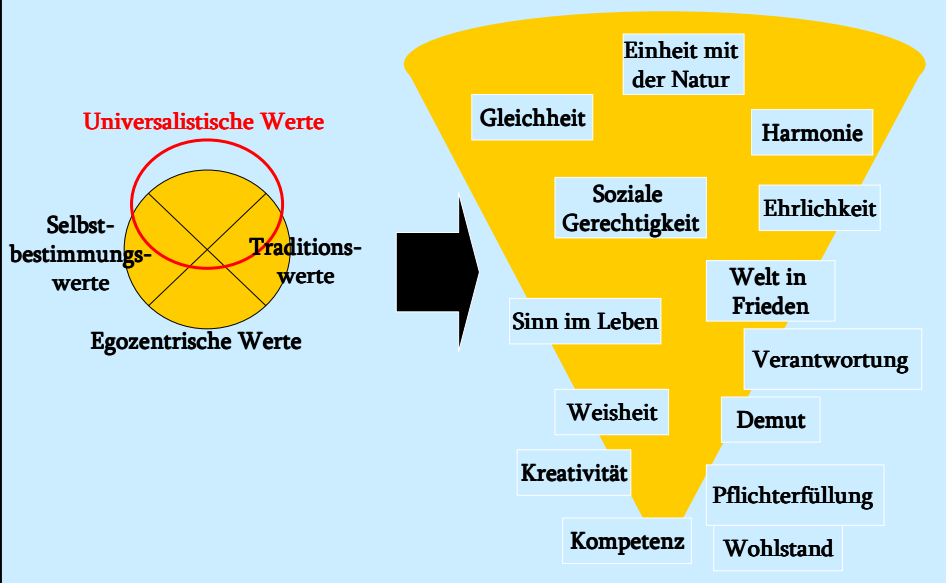 Universalistische Werte
Selbst-
bestimmungs-
werte
Traditions-
werte
Egozentrische Werte
Einheit mit
der Natur
Gleichheit
Harmonie
Soziale
Gerechtigkeit
Ehrlichkeit
Welt in
Frieden
Sinn im Leben
Verantwortung
Weisheit
Demut
Kreativität
Pflichterfüllung
Kompetenz
Wohlstand